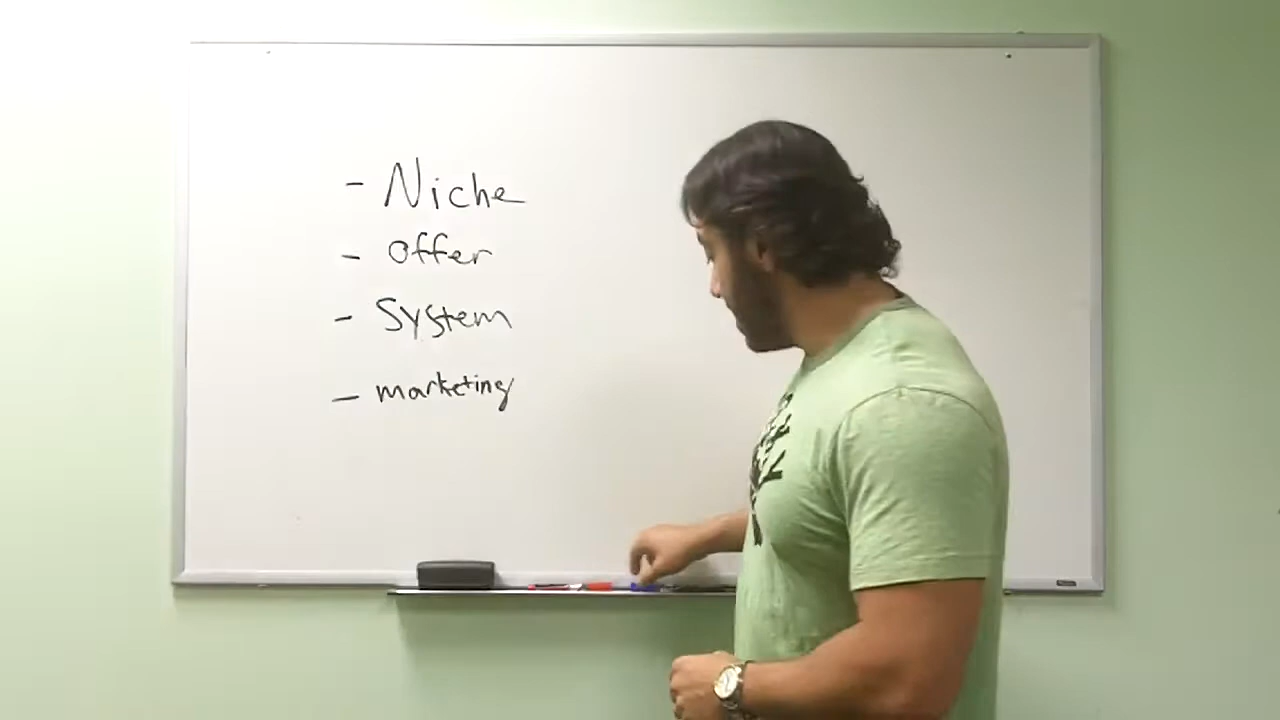 - Niche
- Offer
- System
- marketing